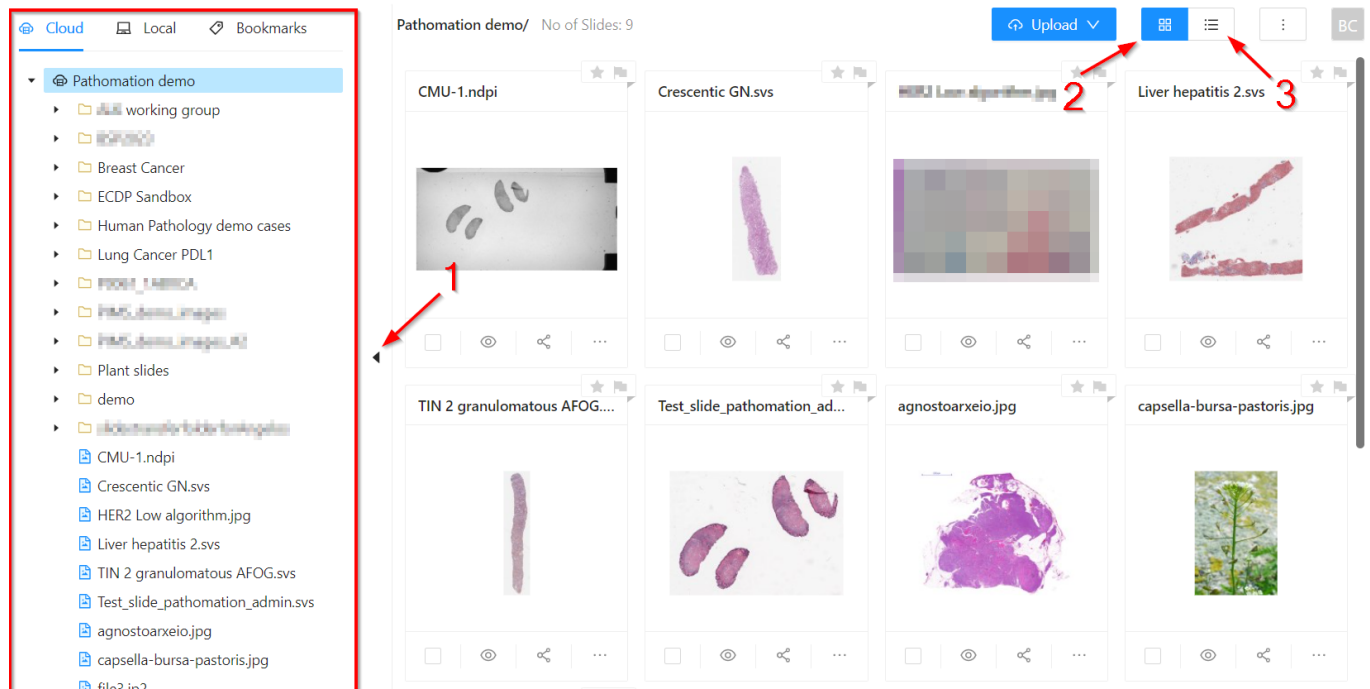 Cloud Local Bookmarks
Pathomation demo
working group
Breast Cancer
ECDP Sandbox
Human Pathology demo cases
Lung Cancer PDL1
Plant slides
demo
CMU-1.ndpi
Crescentic GN.svs
HER2 Low algorithm.jpg
Liver hepatitis 2.svs
TIN 2 granulomatous AFOG.svs
Test_slide_pathomation_admin.svs
agnostoarxeio.jpg
capsella-bursa-pastoris.jpg
file3.jp2
Pathomation demo/ No of Slides: 9
Upload
BC
CMU-1.ndpi
Crescentic GN.svs
Liver hepatitis 2.svs
1
2
3
TIN 2 granulomatous AFOG....
Test_slide_pathomation_ad...
agnostoarxeio.jpg
capsella-bursa-pastoris.jpg